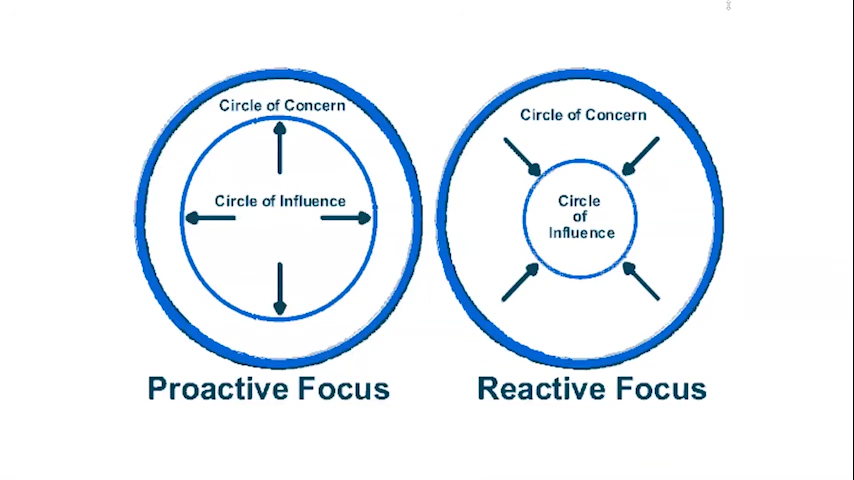 Circle of Concern
Circle of Influence
Proactive Focus
Circle of Concern
Circle
of
Influence
Reactive Focus